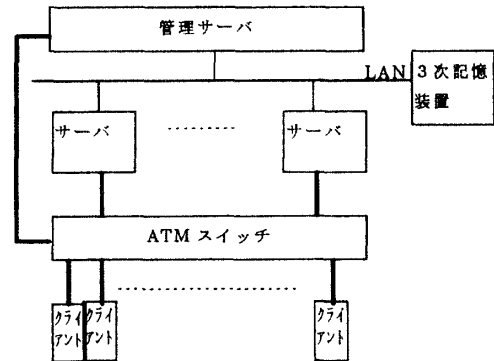 管理サーバ
LAN
3次記憶
装置
サーバ
サーバ
ATMスイッチ
クライ
アント
クライ
アント
クライ
アント